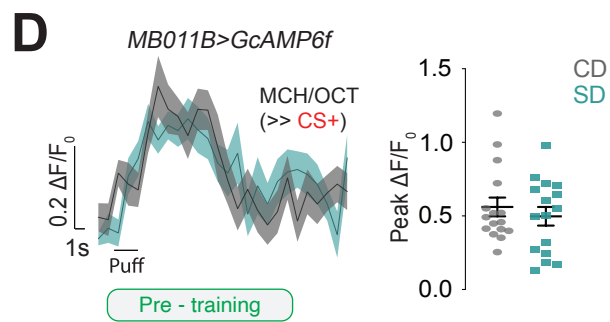 D
MB011B>GcAMP6f
MCH/OCT
(>> CS+)
0.2 ΔF/F0
1s
Puff
Pre - training
CD
SD
Peak ΔF/F0
1.5
1.0
0.5
0.0